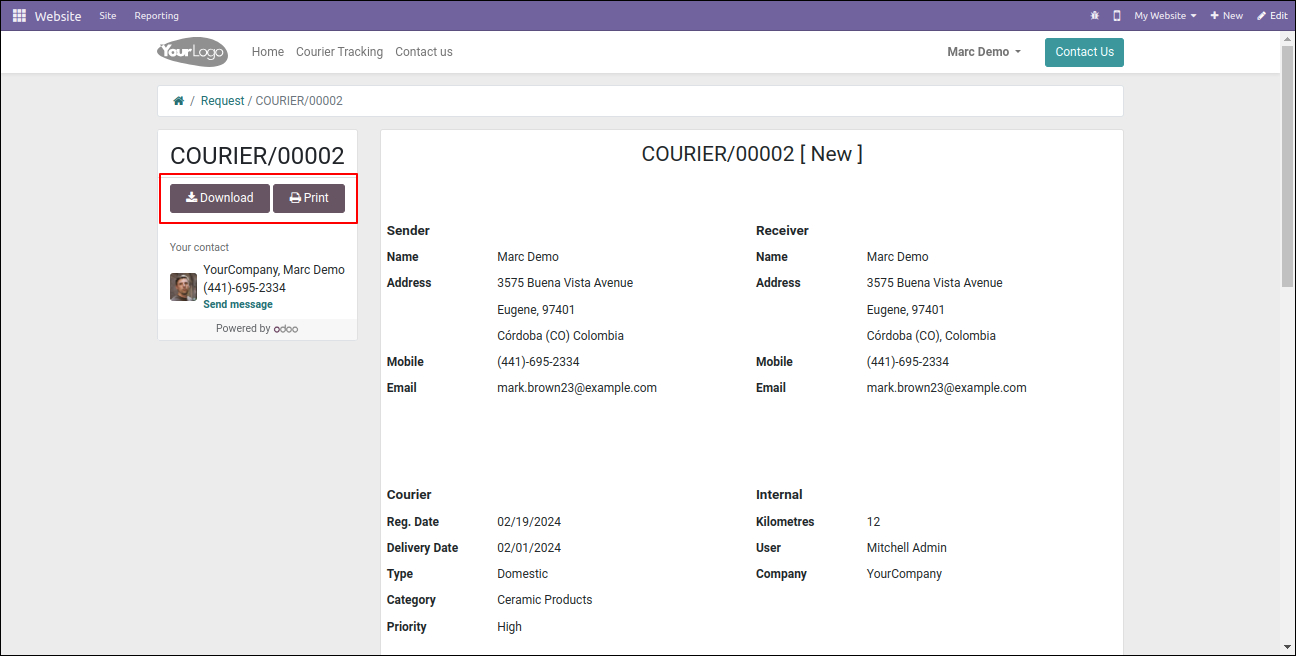 Website Site Reporting My Website New Edit
YourLogo Home Courier Tracking Contact us Marc Demo Contact Us
/ Request / COURIER/00002
COURIER/00002
Download Print
Your contact
YourCompany, Marc Demo
(441)-695-2334
Send message
Powered by odoo
COURIER/00002 [ New ]
Sender Receiver
Name Marc Demo Name Marc Demo
Address 3575 Buena Vista Avenue Address 3575 Buena Vista Avenue
Eugene, 97401 Eugene, 97401
Córdoba (CO) Colombia Córdoba (CO), Colombia
Mobile (441)-695-2334 Mobile (441)-695-2334
Email mark.brown23@example.com Email mark.brown23@example.com
Courier Internal
Reg. Date 02/19/2024 Kilometres 12
Delivery Date 02/01/2024 User Mitchell Admin
Type Domestic Company YourCompany
Category Ceramic Products
Priority High